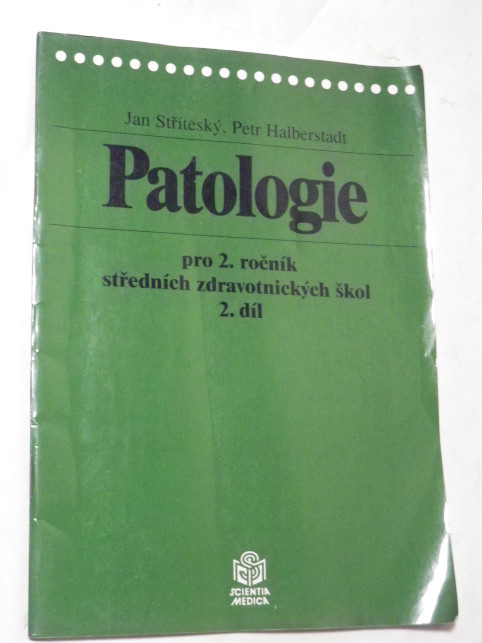 Jan Stříteský, Petr Halberstadt
Patologie
pro 2. ročník
středních zdravotnických škol
2. díl
SCIENTIA
MEDICA